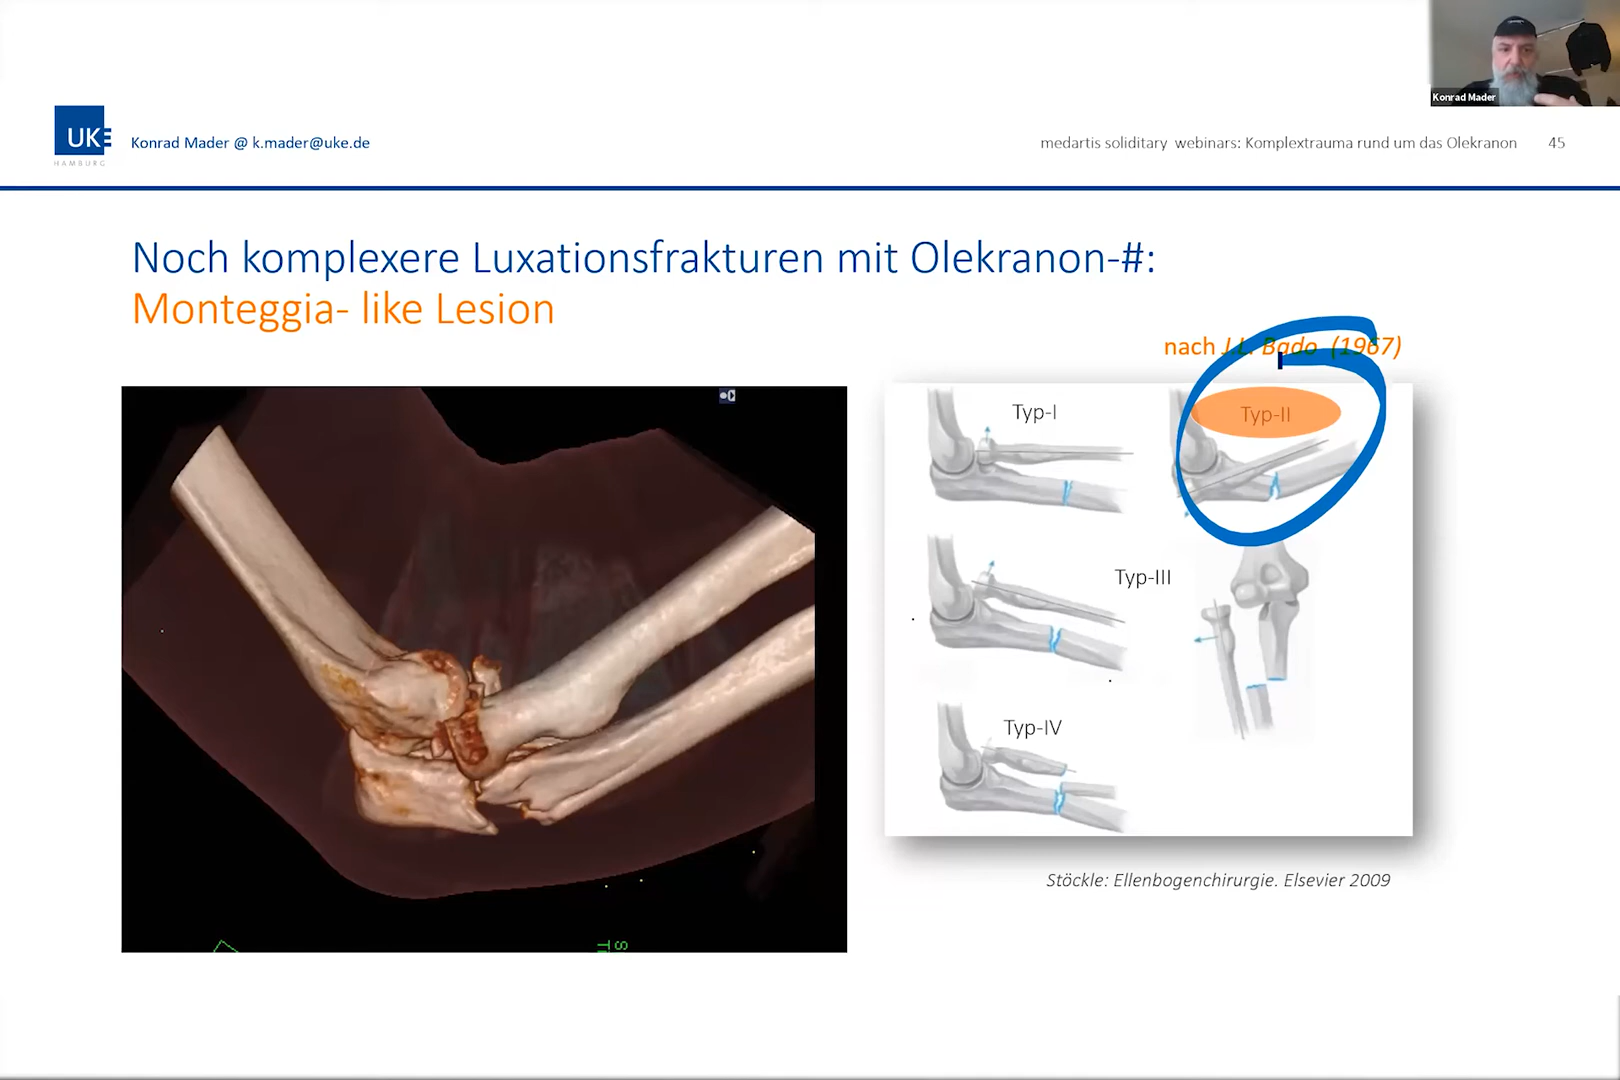 Konrad Mader
UKE
HAMBURG
Konrad Mader @ k.mader@uke.de
medartis soliditary webinars: Komplextrauma rund um das Olekranon 45
Noch komplexere Luxationsfrakturen mit Olekranon-#:
Monteggia- like Lesion
nach J.L. Bado (1967)
Typ-I
Typ-II
Typ-III
Typ-IV
Stöckle: Ellenbogenchirurgie. Elsevier 2009